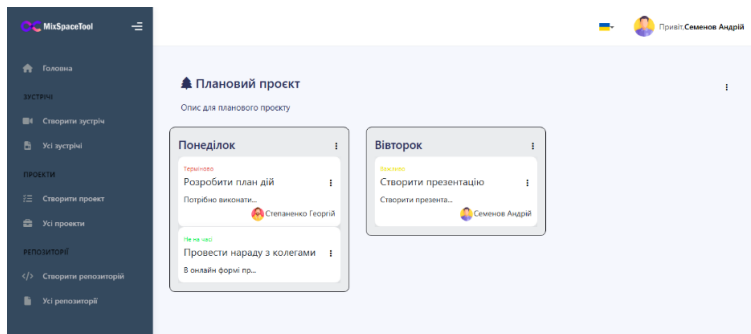 MixSpaceTool
Привіт,Семенов Андрій
Головна
ЗУСТРІЧІ
Створити зустріч
Усі зустрічі
ПРОЕКТИ
Створити проект
Усі проекти
РЕПОЗИТОРІЇ
Створити репозиторій
Усі репозиторії
Плановий проєкт
Опис для планового проєкту
Понеділок
Терміново
Розробити план дій
Потрібно виконати...
Степаненко Георгій
Не на часі
Провести нараду з колегами
В онлайн формі пр...
Вівторок
Важливо
Створити презентацію
Створити презента...
Семенов Андрій